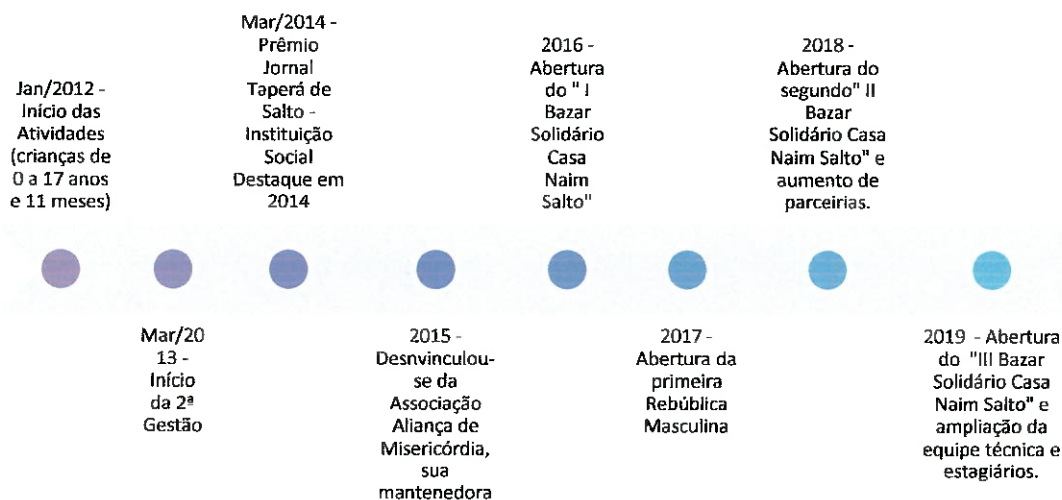 Jan/2012 -
Início das
Atividades
(crianças de
0 a 17 anos
e 11 meses)
Mar/20
13 -
Início
da 2ª
Gestão
Mar/2014 -
Prêmio
Jornal
Taperá de
Salto -
Instituição
Social
Destaque em
2014
2015 -
Desnvinculou-
se da
Associação
Aliança de
Misericórdia,
sua
mantenedora
2016 -
Abertura
do " I
Bazar
Solidário
Casa
Naim
Salto"
2017 -
Abertura da
primeira
Rebública
Masculina
2018 -
Abertura do
segundo" II
Bazar
Solidário Casa
Naim Salto" e
aumento de
parceirias.
2019 - Abertura
do "III Bazar
Solidário Casa
Naim Salto" e
ampliação da
equipe técnica e
estagiários.